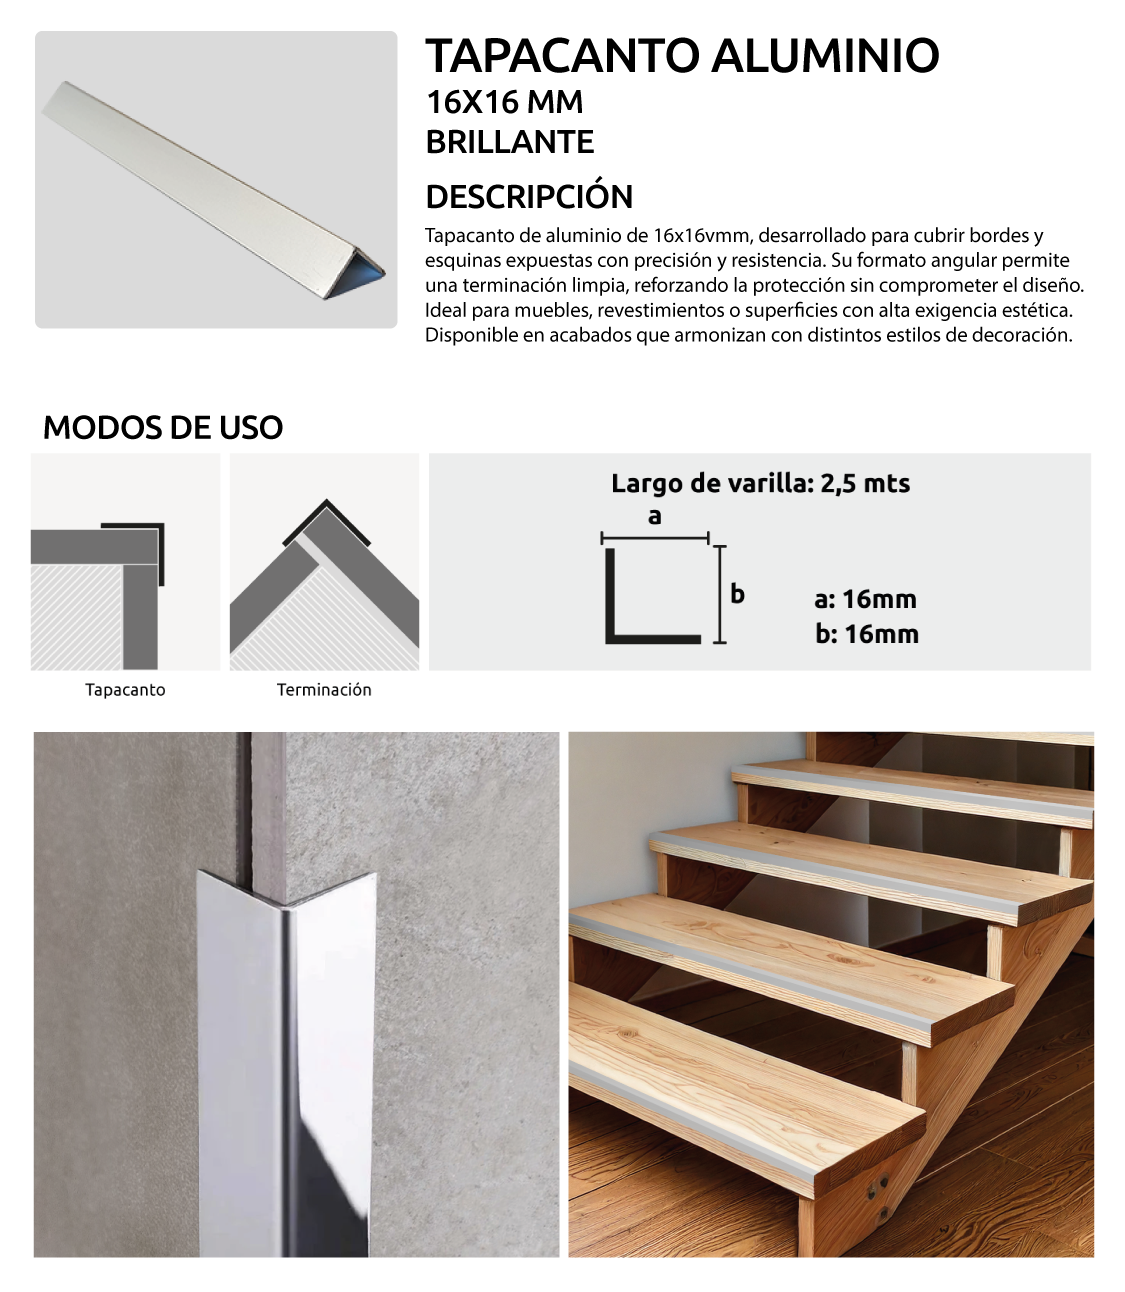 TAPACANTO ALUMINIO
16X16 MM
BRILLANTE
DESCRIPCIÓN
Tapacanto de aluminio de 16x16vmm, desarrollado para cubrir bordes y
esquinas expuestas con precisión y resistencia. Su formato angular permite
una terminación limpia, reforzando la protección sin comprometer el diseño.
Ideal para muebles, revestimientos o superficies con alta exigencia estética.
Disponible en acabados que armonizan con distintos estilos de decoración.
MODOS DE USO
Tapacanto
Terminación
Largo de varilla: 2,5 mts
a
b
a: 16mm
b: 16mm